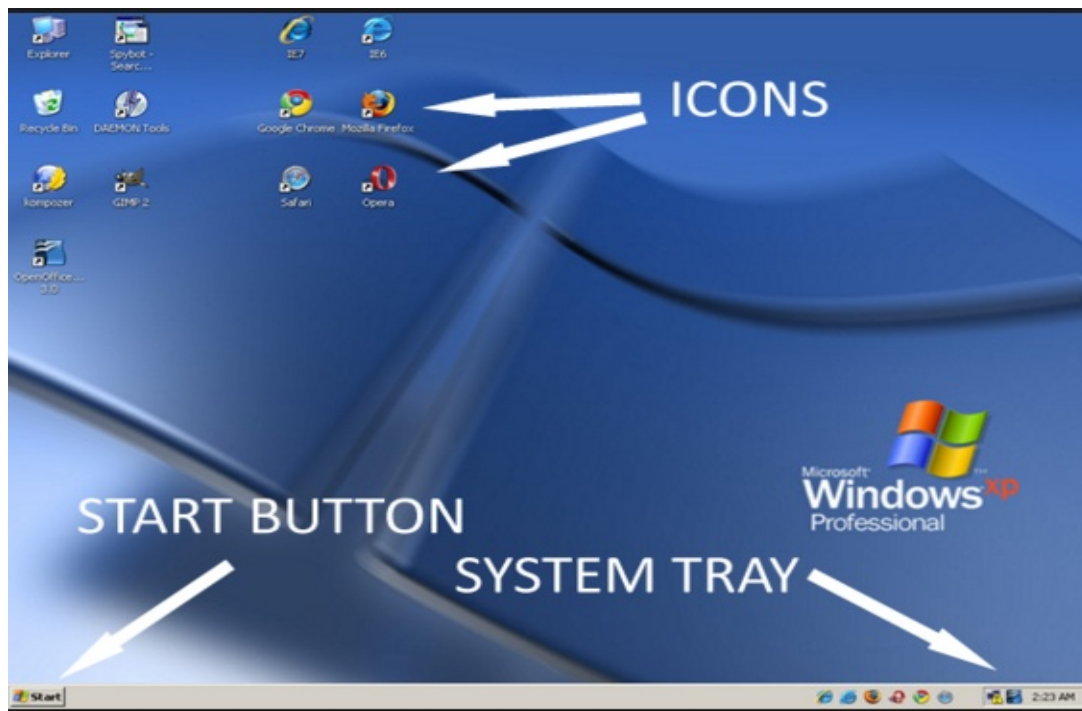 Explorer
Spybot -
Searc...
IE7
IE6
Recycle Bin
DAEMON Tools
Google Chrome
Mozilla Firefox
ICONS
kompozer
GIMP 2
Safari
Opera
OpenOffice....
3.0
Microsoft
Windows xp
Professional
START BUTTON
SYSTEM TRAY
Start
2:23 AM